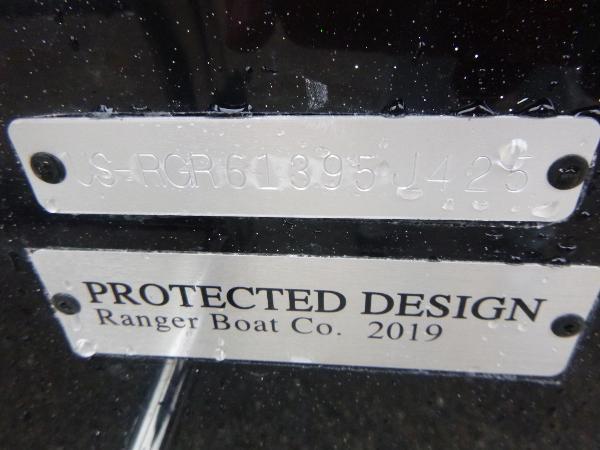 US-RGR61395J425
PROTECTED DESIGN
Ranger Boat Co. 2019